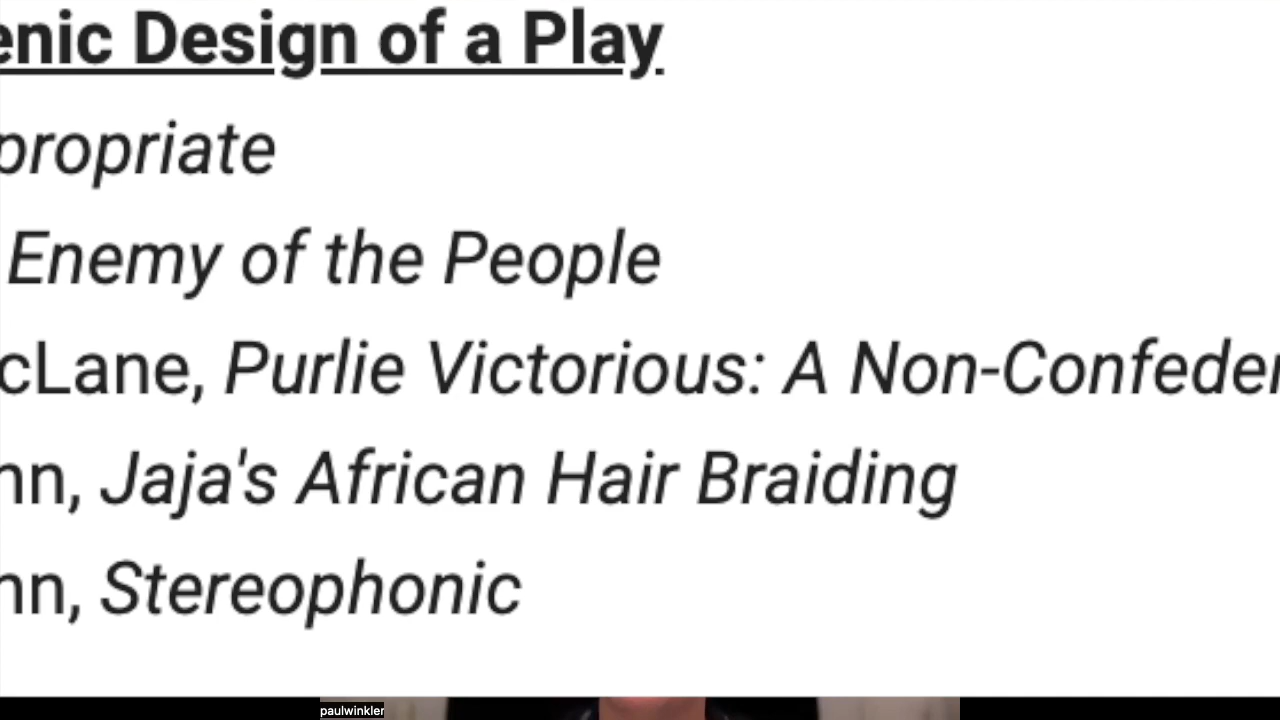 enic Design of a Play
propriate
Enemy of the People
cLane, Purlie Victorious: A Non-Confeder
nn, Jaja's African Hair Braiding
nn, Stereophonic
paulwinkler